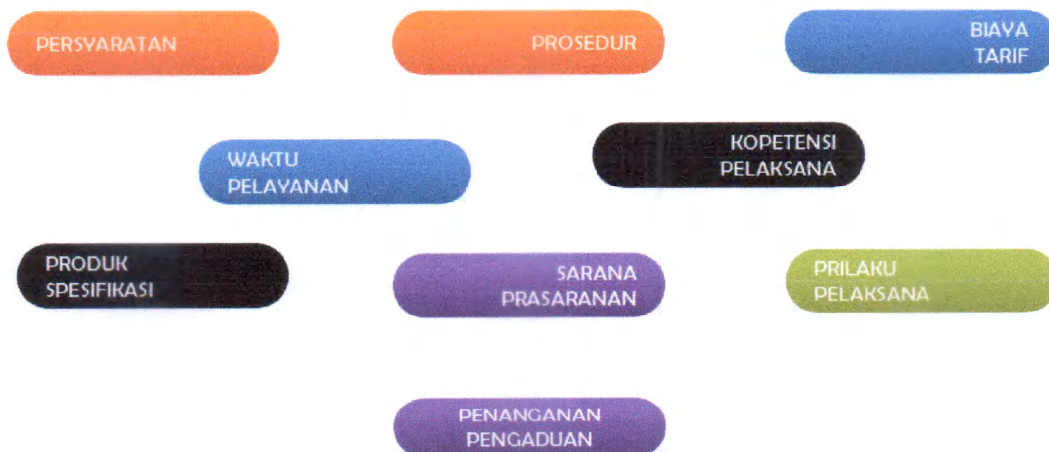 PERSYARATAN
PROSEDUR
BIAYA
TARIF
WAKTU
PELAYANAN
KOPETENSI
PELAKSANA
PRODUK
SPESIFIKASI
SARANA
PRASARANAN
PRILAKU
PELAKSANA
PENANGANAN
PENGADUAN